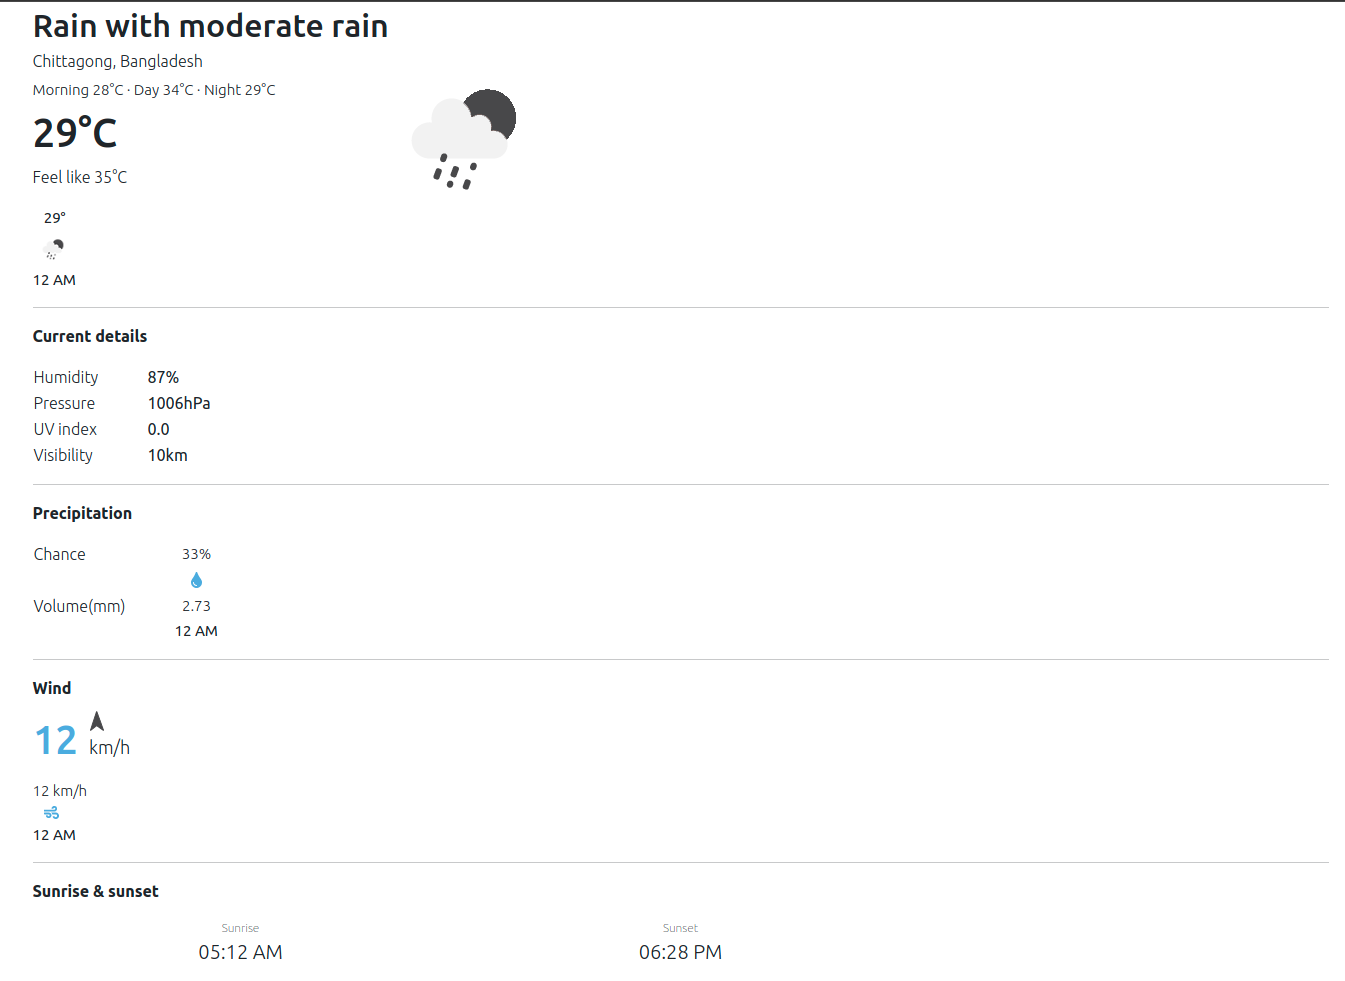 Rain with moderate rain
Chittagong, Bangladesh
Morning 28°C · Day 34°C · Night 29°C
29°C
Feel like 35°C
29°
12 AM
Current details
Humidity 87%
Pressure 1006hPa
UV index 0.0
Visibility 10km
Precipitation
Chance 33%
Volume(mm) 2.73
12 AM
Wind
12 km/h
12 km/h
12 AM
Sunrise & sunset
Sunrise Sunset
05:12 AM 06:28 PM